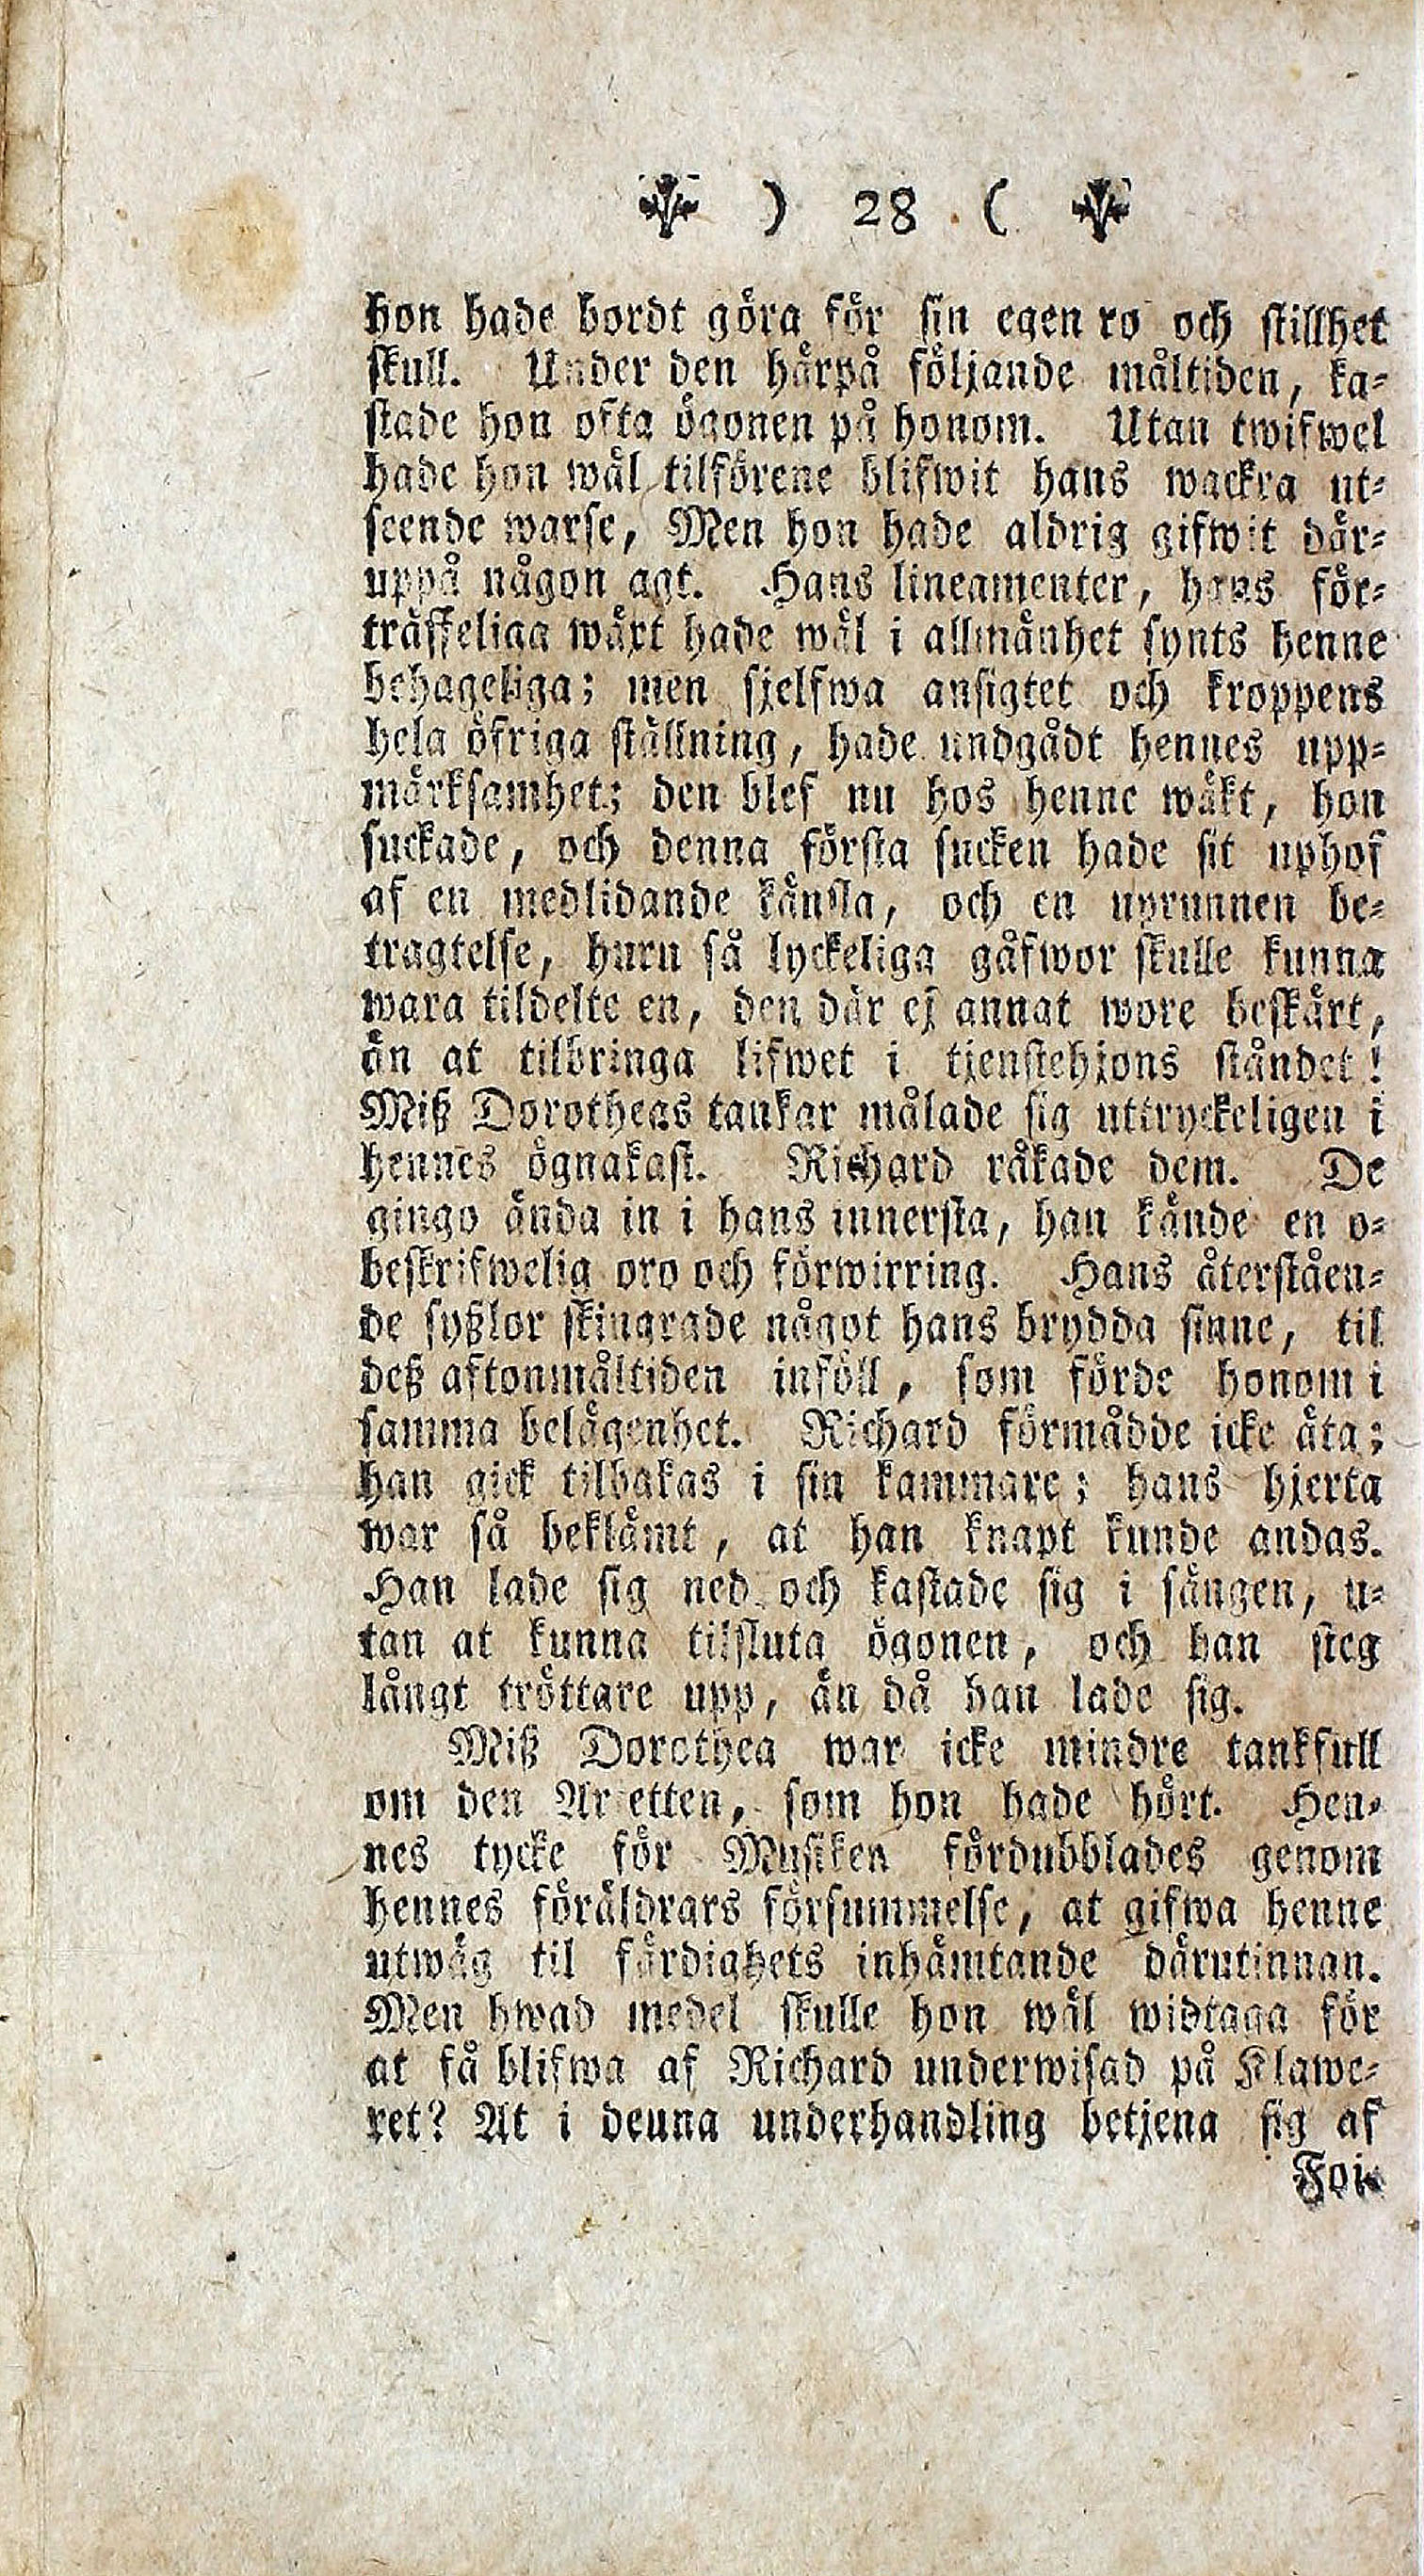 ) 28 (
hon hade bordt göra för sin egen ro och stillhet
skull. Under den härpå följande måltiden, ka-
stade hon ofta ögonen på honom. Utan twifwel
hade hon wäl tilförene blifwit hans wackra ut-
seende warse, Men hon hade aldrig gifwit där-
uppå någon agt. Hans lineamenter, hans för-
träffeliga wäxt hade wäl i allmänhet synts henne
behageliga; men sjelfwa ansigtet och kroppens
hela öfriga ställning, hade undgådt hennes upp-
märksamhet; den blef nu hos henne wäkt, hon
suckade, och denna första sucken hade sit uphof
af en medlidande känsla, och en uprunnen be-
tragtelse, huru så lyckeliga gåfwor skulle kunna
wara tildelte en, den där ej annat wore beskärt,
än at tilbringa lifwet i tjenstehjons ståndet!
Miß Dorotheas tankar målade sig uttryckeligen i
hennes ögnakast. Richard råkade dem. De
gingo ända in i hans innersta, han kände en o-
beskrifwelig oro och förwirring. Hans återståen-
de syßlor skingrade något hans brydda sinne, til
deß aftonmåltiden inföll, som förde honom i
samma belägenhet. Richard förmådde icke äta;
han gick tilbakas i sin kammare; hans hjerta
war så beklämt, at han knapt kunde andas.
Han lade sig ned och kastade sig i sängen, u-
tan at kunna tilsluta ögonen, och han steg
långt tröttare upp, än då han lade sig.
Miß Dorothea war icke mindre tankfull
om den Ar etten, som hon hade hört. Hen-
nes tycke för Musiken fördubblades genom
hennes föräldrars försummelse, at gifwa henne
utwäg til färdighets inhämtande därutinnan.
Men hwad medel skulle hon wäl widtaga för
at få blifwa af Richard underwisad på Klawe-
ret? At i denna underhandling betjena sig af